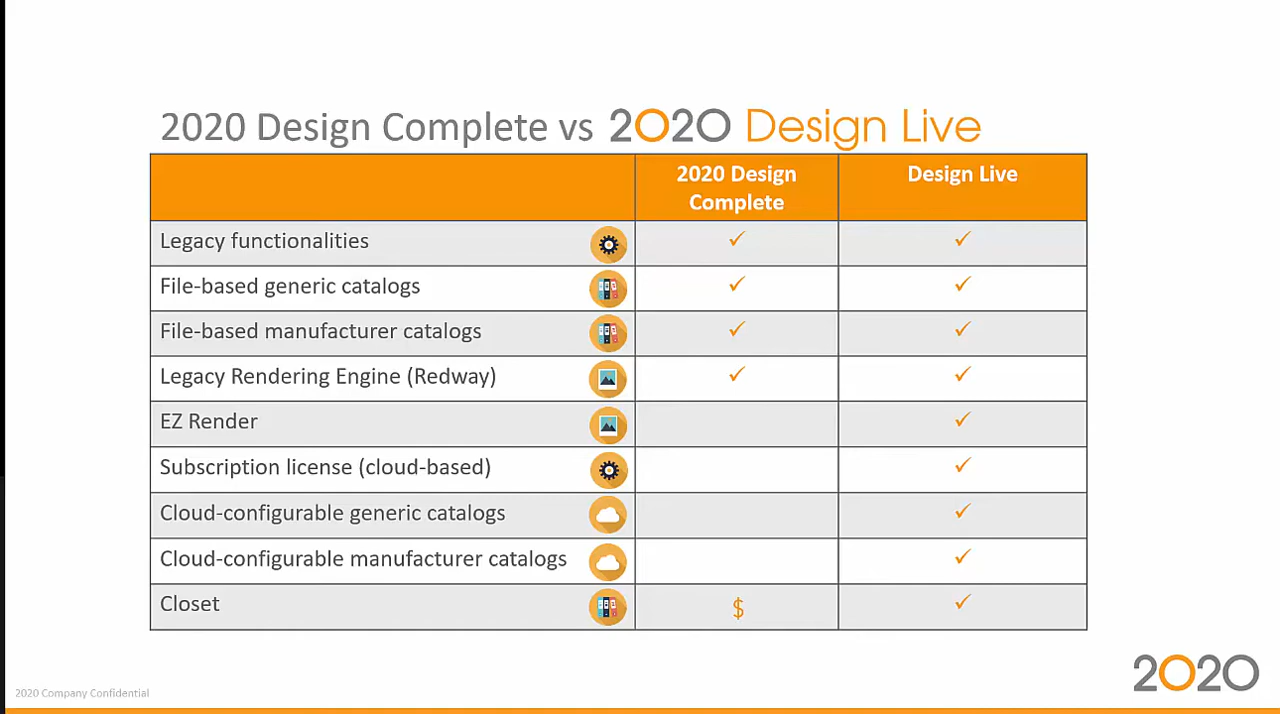 2020 Design Complete vs 2020 Design Live
2020 Design
Complete
Design Live
Legacy functionalities ✓ ✓
File-based generic catalogs ✓ ✓
File-based manufacturer catalogs ✓ ✓
Legacy Rendering Engine (Redway) ✓ ✓
EZ Render ✓
Subscription license (cloud-based) ✓
Cloud-configurable generic catalogs ✓
Cloud-configurable manufacturer catalogs ✓
Closet $ ✓
2020 Company Confidential
2020